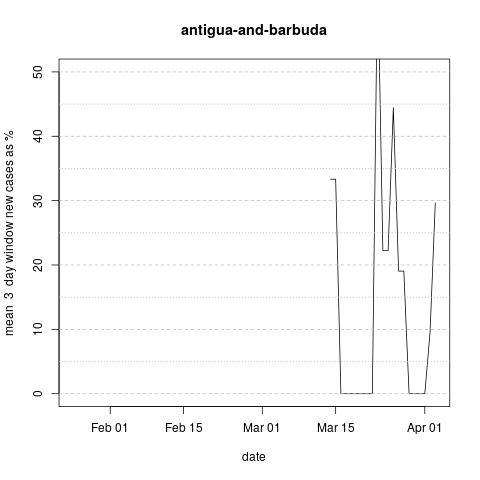 antigua-and-barbuda
mean 3 day window new cases as %
50
40
30
20
10
0
Feb 01 Feb 15 Mar 01 Mar 15 Apr 01
date